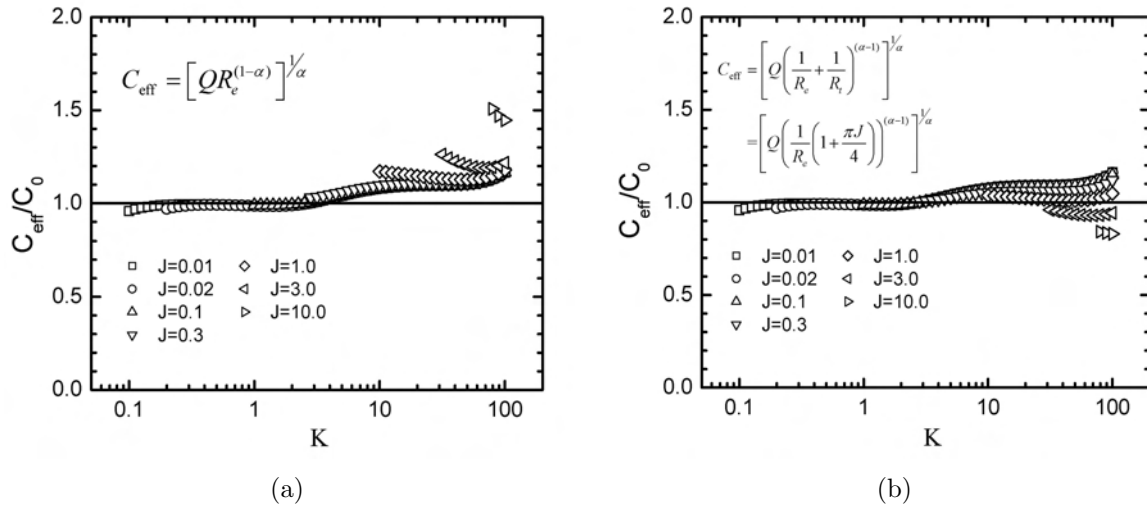 2.0
1.5
1.0
0.5
0.0
C_eff/C_0
C_eff = [QR_e^(1-α)]^(1/α)
□ J=0.01 ◇ J=1.0
○ J=0.02 ◁ J=3.0
△ J=0.1 ▷ J=10.0
▽ J=0.3
0.1 1 10 100
K
(a)
2.0
1.5
1.0
0.5
0.0
C_eff/C_0
C_eff = [Q(1/R_e + 1/R_t)^(α-1)]^(1/α)
= [Q(1/R_e(1+πJ/4))^(α-1)]^(1/α)
□ J=0.01 ◇ J=1.0
○ J=0.02 ◁ J=3.0
△ J=0.1 ▷ J=10.0
▽ J=0.3
0.1 1 10 100
K
(b)